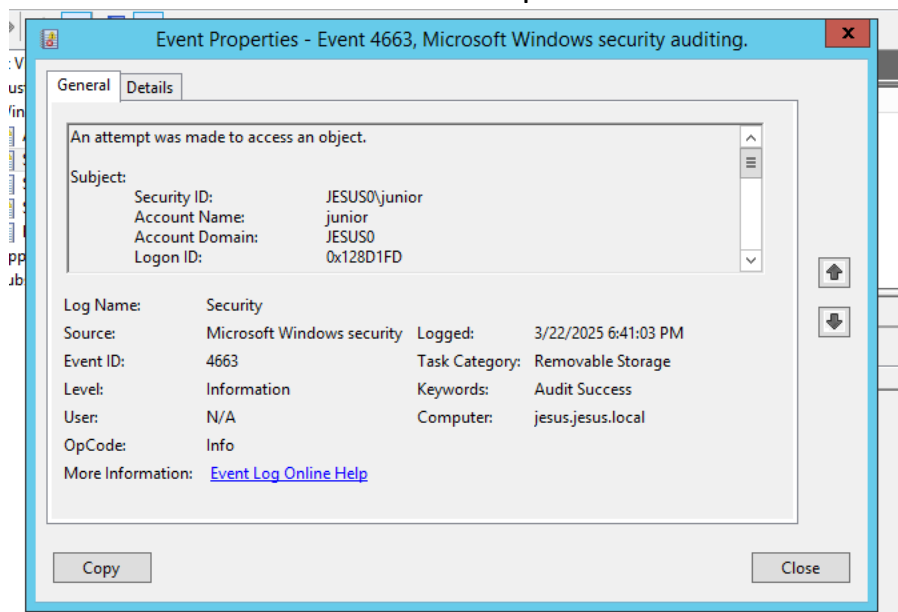 Event Properties - Event 4663, Microsoft Windows security auditing.
x
General Details
An attempt was made to access an object.
Subject:
Security ID: JESUS0\junior
Account Name: junior
Account Domain: JESUS0
Logon ID: 0x128D1FD
Log Name: Security
Source: Microsoft Windows security Logged: 3/22/2025 6:41:03 PM
Event ID: 4663 Task Category: Removable Storage
Level: Information Keywords: Audit Success
User: N/A Computer: jesus.jesus.local
OpCode: Info
More Information: Event Log Online Help
Copy Close